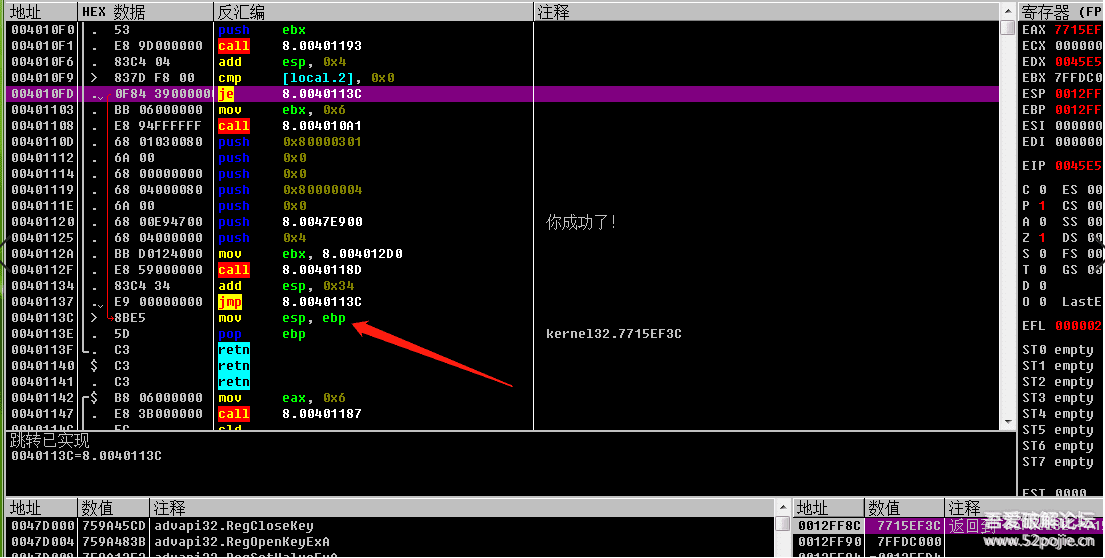 地址 HEX 数据 反汇编 注释 寄存器 (FP
004010F0 . 53 push ebx
004010F1 . E8 9D000000 call 8.00401193
004010F6 . 83C4 04 add esp, 0x4
004010F9 > 837D F8 00 cmp [local.2], 0x0
004010FD . 0F84 39000000 je 8.0040113C
00401103 . BB 06000000 mov ebx, 0x6
00401108 . E8 94FFFFFF call 8.004010A1
0040110D . 68 01030080 push 0x80000301
00401112 . 6A 00 push 0x0
00401114 . 68 00000000 push 0x0
00401119 . 68 04000080 push 0x80000004
0040111E . 6A 00 push 0x0
00401120 . 68 00E94700 push 8.0047E900 你成功了!
00401125 . 68 04000000 push 0x4
0040112A . BB D0124000 mov ebx, 8.004012D0
0040112F . E8 59000000 call 8.0040118D
00401134 . 83C4 34 add esp, 0x34
00401137 . E9 00000000 jmp 8.0040113C
0040113C > 8BE5 mov esp, ebp
0040113E . 5D pop ebp kernel32.7715EF3C
0040113F . C3 retn
00401140 $ C3 retn
00401141 . C3 retn
00401142 $ B8 06000000 mov eax, 0x6
00401147 . E8 3B000000 call 8.00401187
0040114C . FC cld
EAX 7715EF
ECX 000000
EDX 0045E5
EBX 7FFDC0
ESP 0012FF
EBP 0012FF
ESI 000000
EDI 000000
EIP 0045E5
C 0 ES 00
P 1 CS 00
A 0 SS 00
Z 1 DS 00
S 0 FS 00
T 0 GS 00
D 0
O 0 LastE
EFL 000002
ST0 empty
ST1 empty
ST2 empty
ST3 empty
ST4 empty
ST5 empty
ST6 empty
ST7 empty
FST 0000
跳转已实现
0040113C=8.0040113C
地址 数值 注释
0047D000 759A45CD advapi32.RegCloseKey
0047D004 759A483B advapi32.RegOpenKeyExA
地址 数值 注释
0012FF8C 7715EF3C 返回到
0012FF90 7FFDC000
吾爱破解论坛
www.52pojie.cn